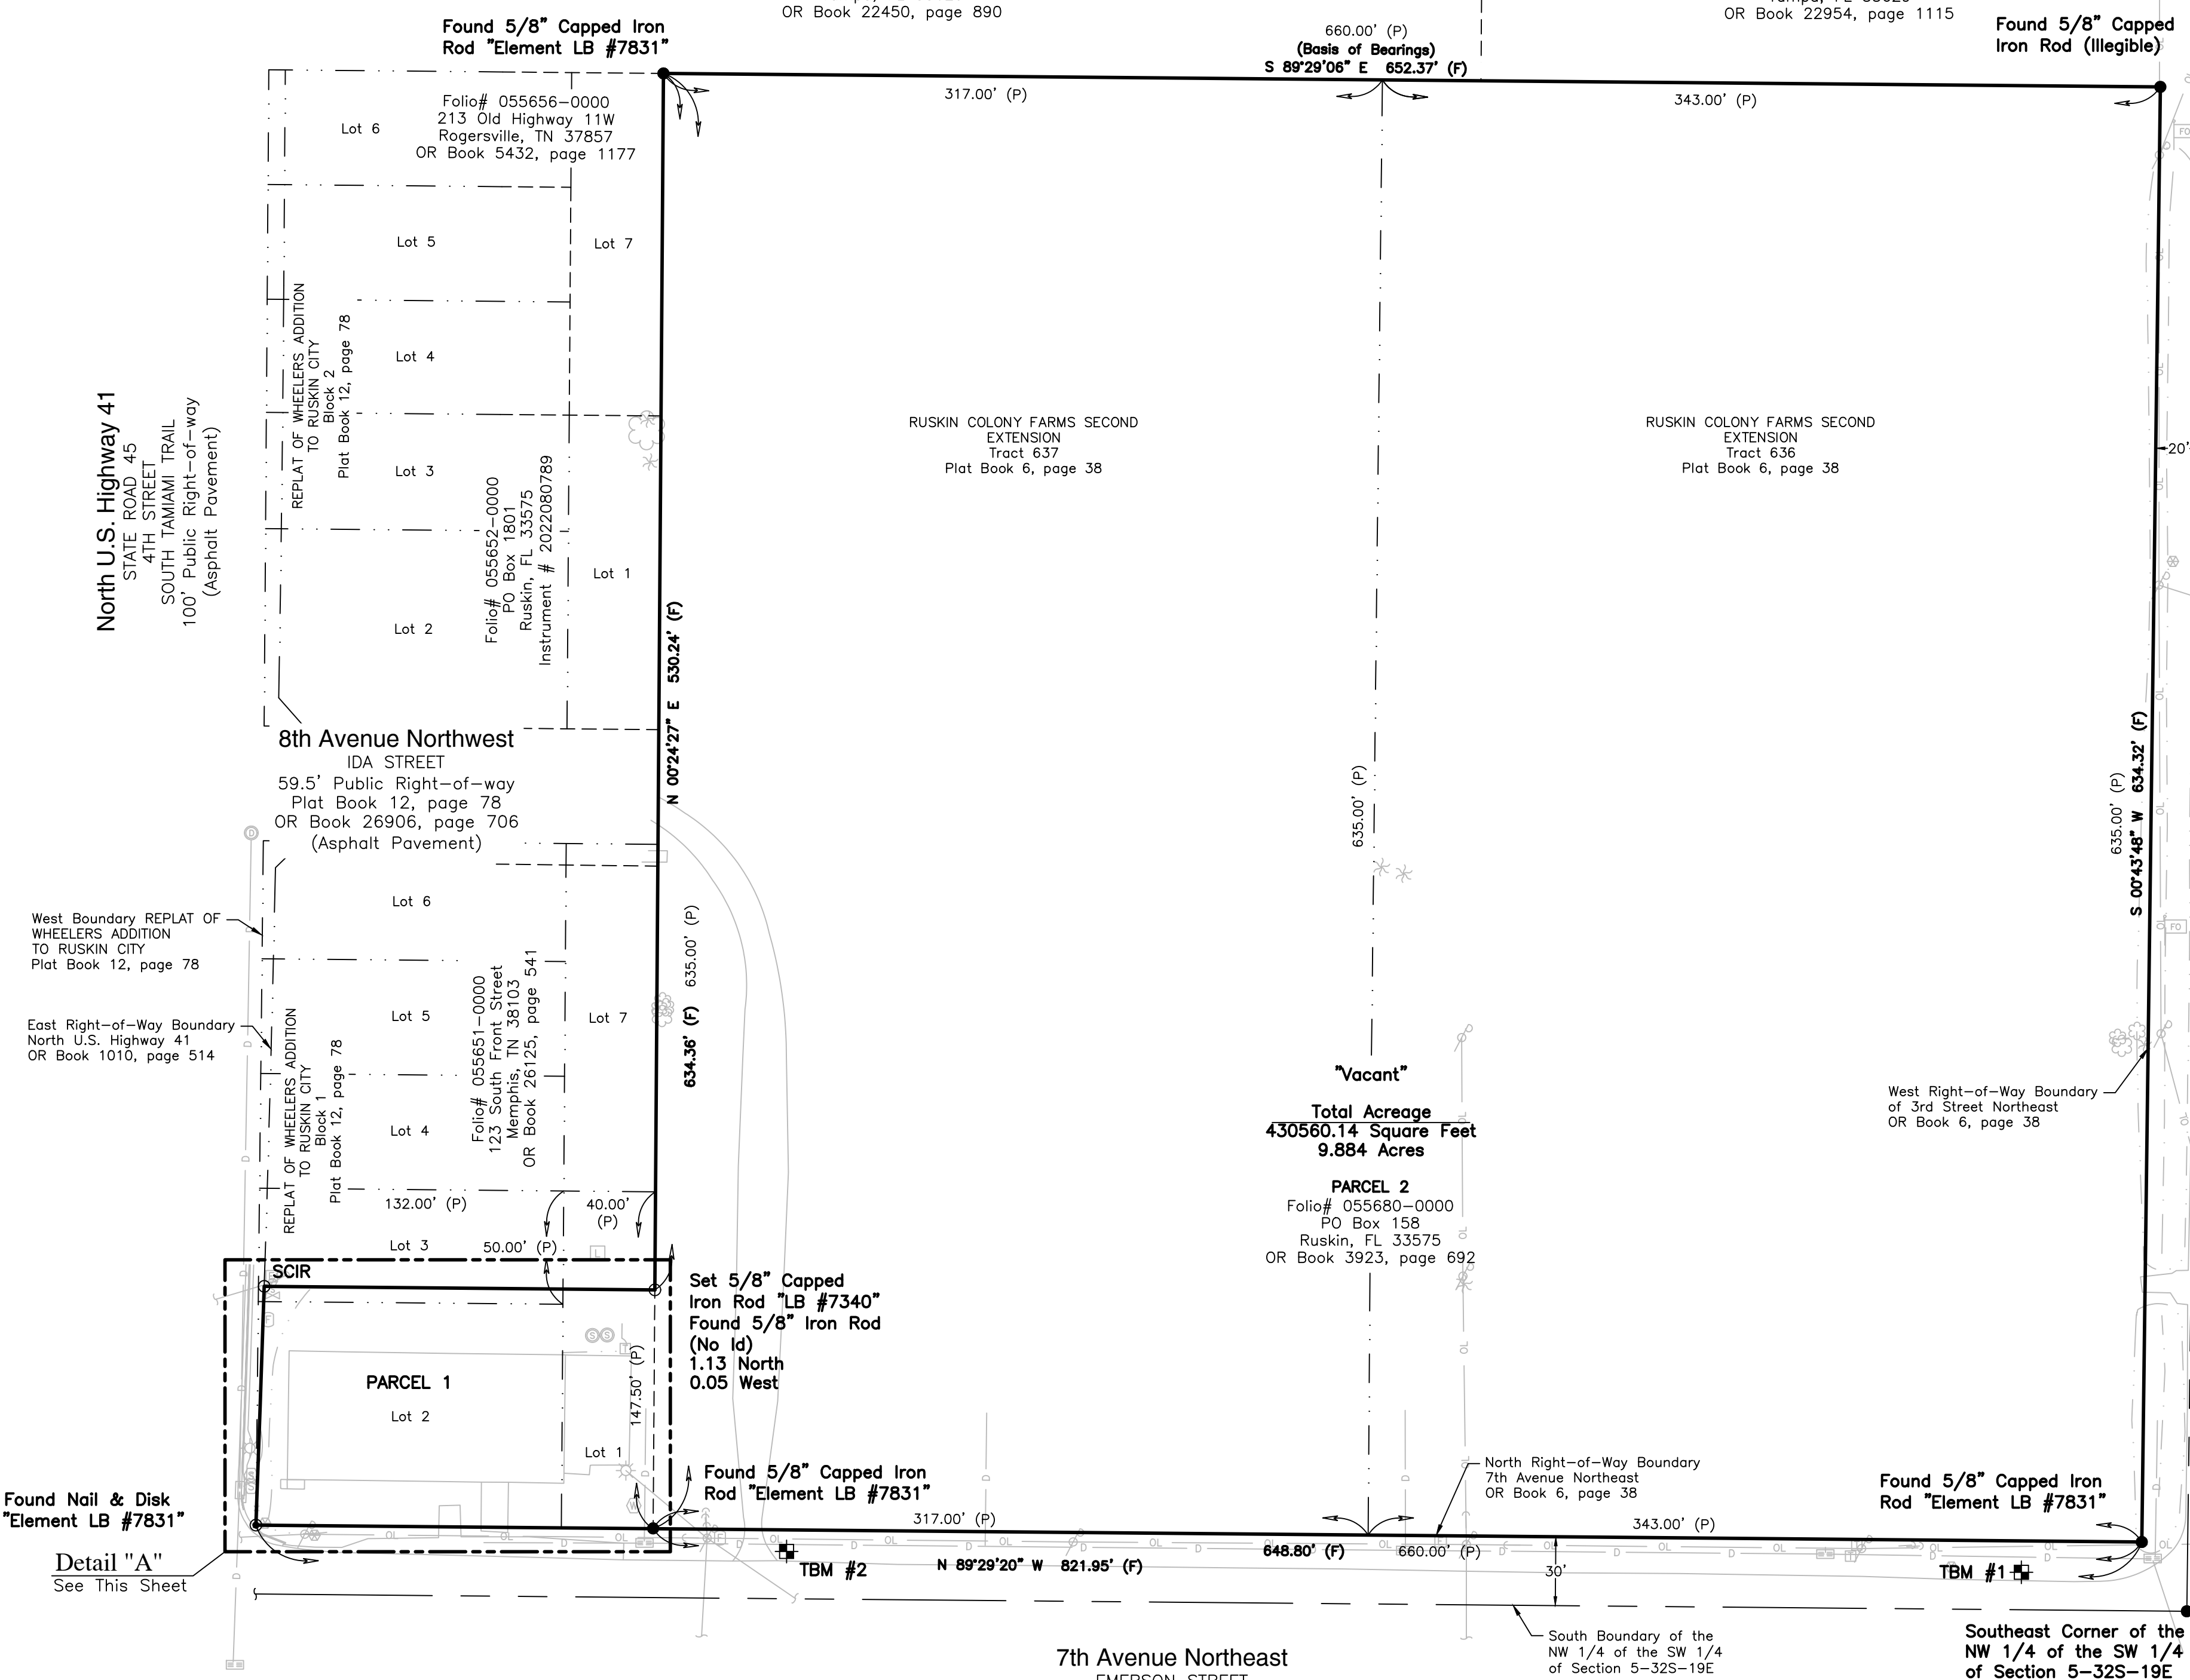 OR Book 22450, page 890
OR Book 22954, page 1115
Found 5/8" Capped Iron
Rod "Element LB #7831"
660.00' (P)
(Basis of Bearings)
S 89°29'06" E 652.37' (F)
Found 5/8" Capped
Iron Rod (Illegible)
317.00' (P)
343.00' (P)
Folio# 055656-0000
213 Old Highway 11W
Rogersville, TN 37857
OR Book 5432, page 1177
Lot 6
Lot 5
Lot 7
Lot 4
Lot 3
Lot 1
Lot 2
REPLAT OF WHEELERS ADDITION
TO RUSKIN CITY
Block 2
Plat Book 12, page 78
Folio# 055652-0000
PO Box 1801
Ruskin, FL 33575
Instrument # 2022080789
North U.S. Highway 41
STATE ROAD 45
4TH STREET
SOUTH TAMIAMI TRAIL
100' Public Right-of-way
(Asphalt Pavement)
RUSKIN COLONY FARMS SECOND
EXTENSION
Tract 637
Plat Book 6, page 38
RUSKIN COLONY FARMS SECOND
EXTENSION
Tract 636
Plat Book 6, page 38
20'
FO
N 00°24'27" E 530.24' (F)
8th Avenue Northwest
IDA STREET
59.5' Public Right-of-way
Plat Book 12, page 78
OR Book 26906, page 706
(Asphalt Pavement)
635.00' (P)
635.00' (P)
S 00°43'48" W 634.32' (F)
West Boundary REPLAT OF
WHEELERS ADDITION
TO RUSKIN CITY
Plat Book 12, page 78
East Right-of-Way Boundary
North U.S. Highway 41
OR Book 1010, page 514
Lot 6
Lot 5
Lot 7
Lot 4
REPLAT OF WHEELERS ADDITION
TO RUSKIN CITY
Block 1
Plat Book 12, page 78
Folio# 055651-0000
123 South Front Street
Memphis, TN 38103
OR Book 26125, page 541
634.36' (F) 635.00' (P)
FO
"Vacant"
Total Acreage
430560.14 Square Feet
9.884 Acres
PARCEL 2
Folio# 055680-0000
PO Box 158
Ruskin, FL 33575
OR Book 3923, page 692
West Right-of-Way Boundary
of 3rd Street Northeast
OR Book 6, page 38
132.00' (P)
40.00'
(P)
Lot 3
50.00' (P)
SCIR
Set 5/8" Capped
Iron Rod "LB #7340"
Found 5/8" Iron Rod
(No Id)
1.13 North
0.05 West
147.50' (P)
PARCEL 1
Lot 2
Lot 1
Found 5/8" Capped Iron
Rod "Element LB #7831"
North Right-of-Way Boundary
7th Avenue Northeast
OR Book 6, page 38
Found 5/8" Capped Iron
Rod "Element LB #7831"
Found Nail & Disk
"Element LB #7831"
317.00' (P)
343.00' (P)
648.80' (F)
660.00' (P)
N 89°29'20" W 821.95' (F)
30'
TBM #2
TBM #1
Detail "A"
See This Sheet
South Boundary of the
NW 1/4 of the SW 1/4
of Section 5-32S-19E
Southeast Corner of the
NW 1/4 of the SW 1/4
of Section 5-32S-19E
7th Avenue Northeast
EMERSON STREET